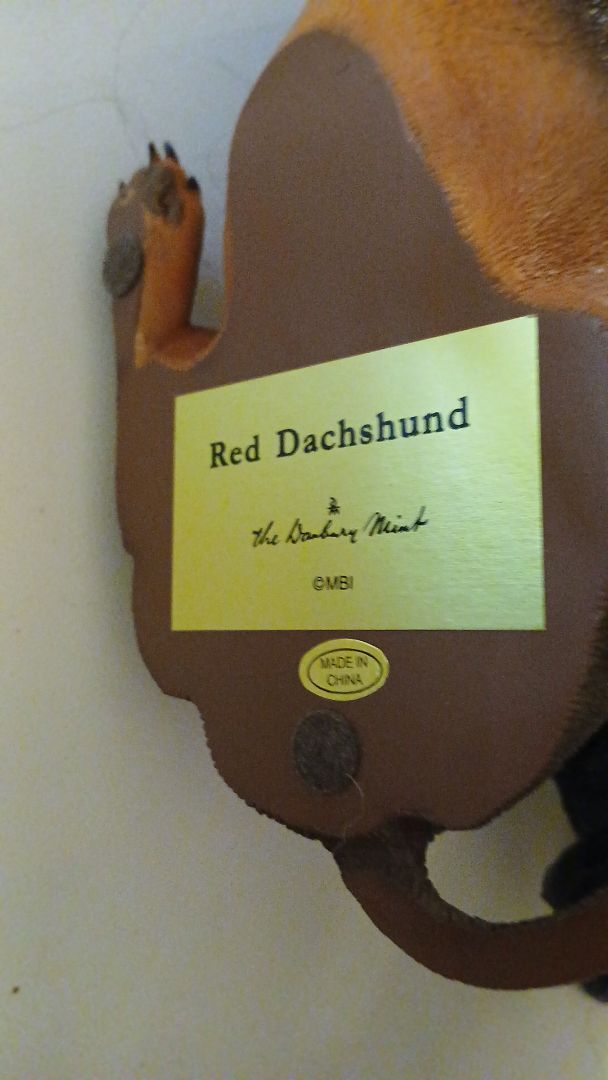 Red Dachshund
The Danbury Mint
©MBI
MADE IN
CHINA